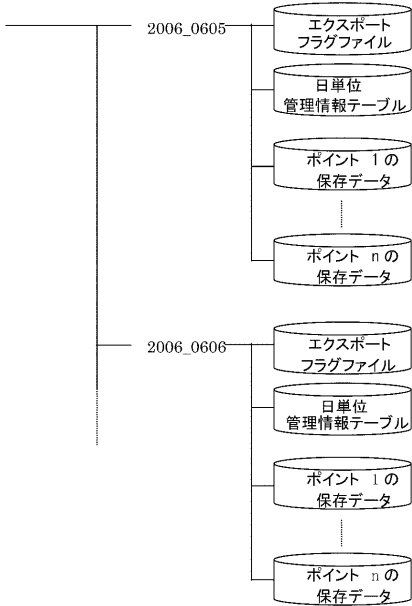 2006_0605
エクスポート
フラグファイル
日単位
管理情報テーブル
ポイント 1 の
保存データ
ポイント n の
保存データ
2006_0606
エクスポート
フラグファイル
日単位
管理情報テーブル
ポイント 1 の
保存データ
ポイント n の
保存データ